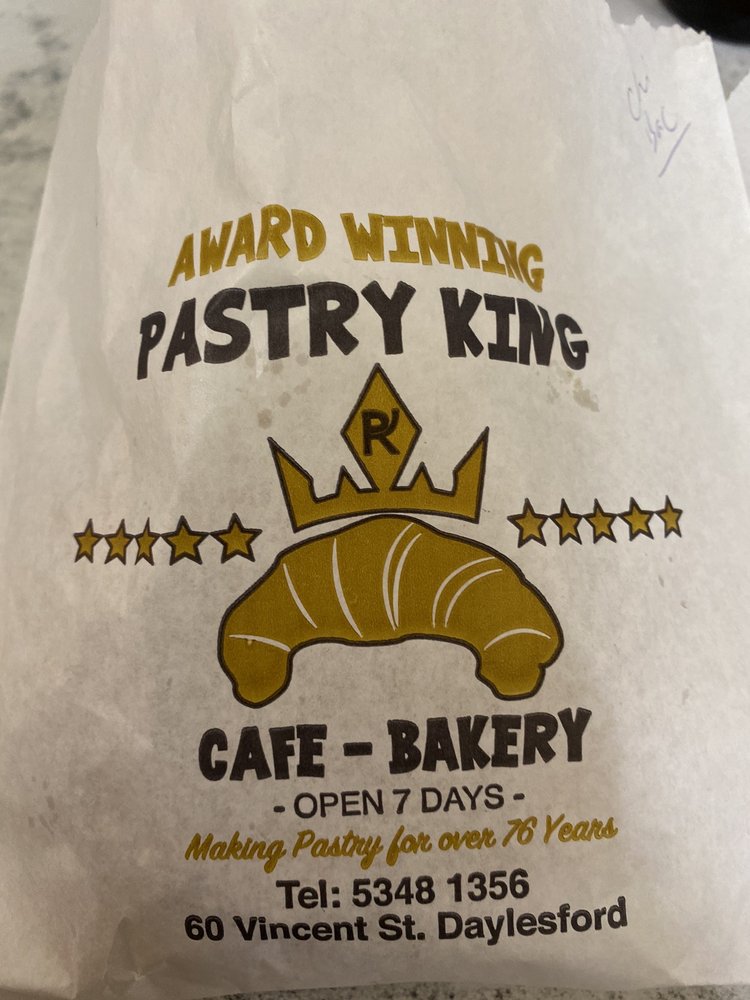 AWARD WINNING
PASTRY KING
CAFE - BAKERY
- OPEN 7 DAYS -
Making Pastry for over 76 Years
Tel: 5348 1356
60 Vincent St. Daylesford